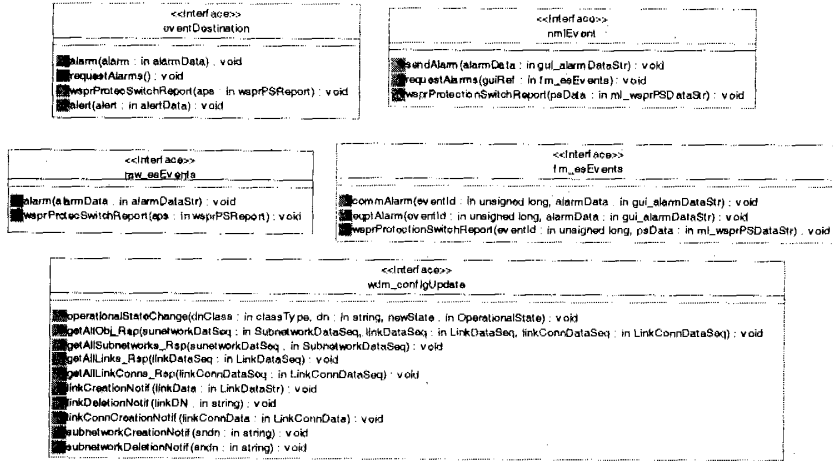 <<Interface>>
eventDestination
alarm(alarm : in alarmData) : void
requestAlarms() : void
wsprProtecSwitchReport(aps : in wsprPSReport) : void
alert(alert : in alertData) : void
<<Interface>>
nmlEvent
sendAlarm(alarmData : in gui_alarmDataStr) : void
requestAlarms(guiRef : in fm_esEvents) : void
wsprProtectionSwitchReport(psData : in ml_wsprPSDataStr) : void
<<Interface>>
mw_esEvents
alarm(alarmData : in alarmDataStr) : void
wsprProtecSwitchReport(aps : in wsprPSReport) : void
<<Interface>>
fm_esEvents
commAlarm(eventId : in unsigned long, alarmData : in gui_alarmDataStr) : void
eqptAlarm(eventId : in unsigned long, alarmData : in gui_alarmDataStr) : void
wsprProtectionSwitchReport(eventId : in unsigned long, psData : in ml_wsprPSDataStr) : void
<<Interface>>
wdm_configUpdate
operationalStateChange(dnClass : in classType, dn : in string, newState : in OperationalState) : void
getAllObj_Rsp(sunetworkDatSeq : in SubnetworkDataSeq, linkDataSeq : in LinkDataSeq, linkConnDataSeq : in LinkConnDataSeq) : void
getAllSubnetworks_Rsp(sunetworkDatSeq : in SubnetworkDataSeq) : void
getAllLinks_Rsp(linkDataSeq : in LinkDataSeq) : void
getAllLinkConns_Rsp(linkConnDataSeq : in LinkConnDataSeq) : void
linkCreationNotif(linkData : in LinkDataStr) : void
linkDeletionNotif(linkDN : in string) : void
linkConnCreationNotif(linkConnData : in LinkConnData) : void
subnetworkCreationNotif(sndn : in string) : void
subnetworkDeletionNotif(sndn : in string) : void